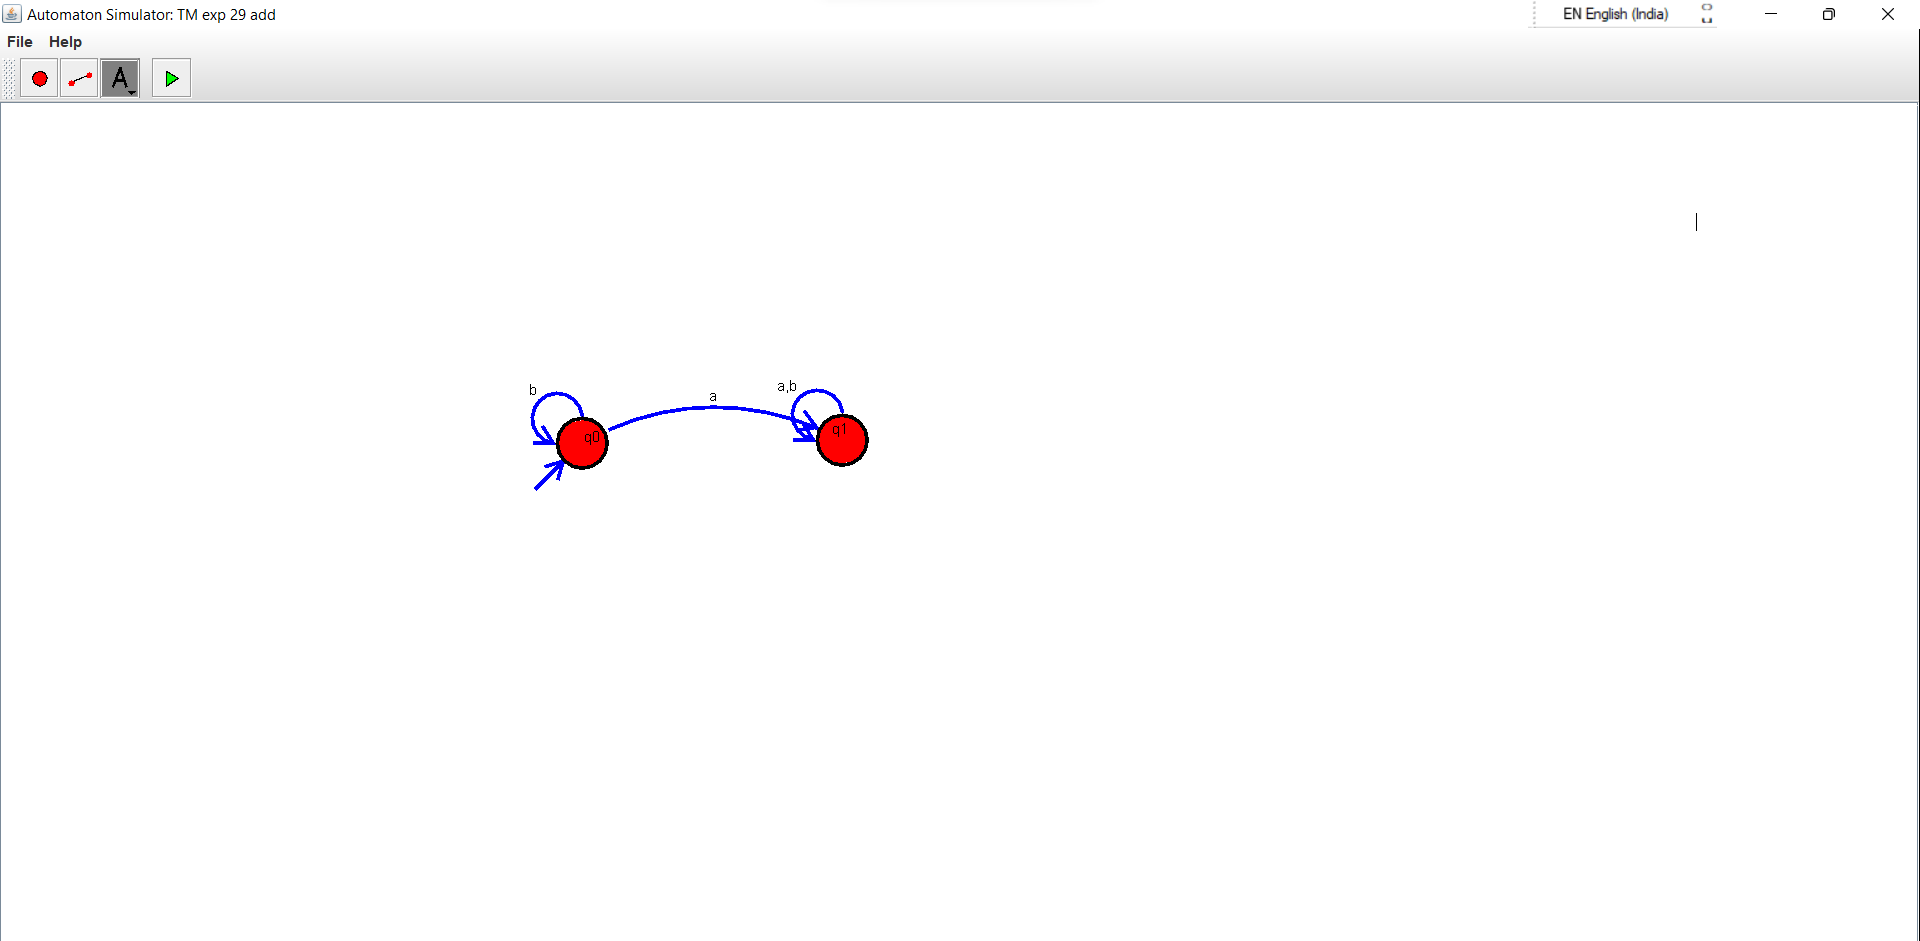 Automaton Simulator: TM exp 29 add
EN English (India)
File Help
A
b
a
a,b
q0
q1